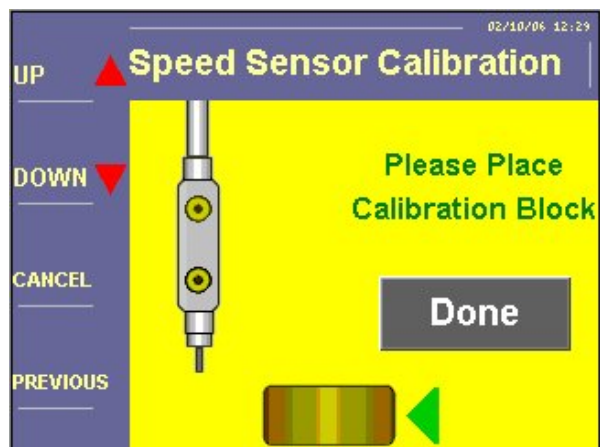 02/10/06 12:29
Speed Sensor Calibration
UP
DOWN
CANCEL
PREVIOUS
Please Place
Calibration Block
Done